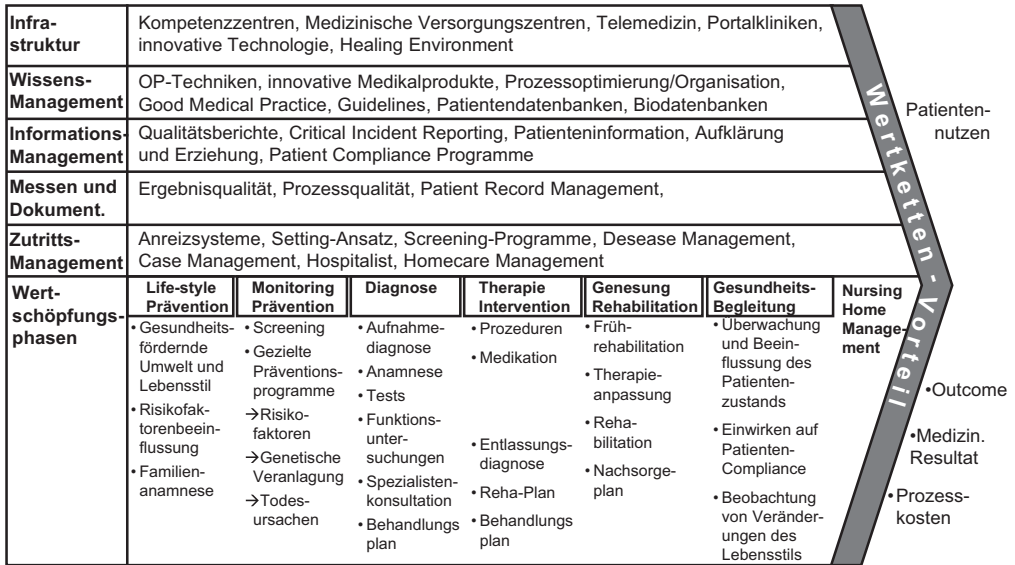 Infra-
struktur
Kompetenzzentren, Medizinische Versorgungszentren, Telemedizin, Portalkliniken,
innovative Technologie, Healing Environment
Wissens-
Management
OP-Techniken, innovative Medikalprodukte, Prozessoptimierung/Organisation,
Good Medical Practice, Guidelines, Patientendatenbanken, Biodatenbanken
Informations-
Management
Qualitätsberichte, Critical Incident Reporting, Patienteninformation, Aufklärung
und Erziehung, Patient Compliance Programme
Messen und
Dokument.
Ergebnisqualität, Prozessqualität, Patient Record Management,
Zutritts-
Management
Anreizsysteme, Setting-Ansatz, Screening-Programme, Desease Management,
Case Management, Hospitalist, Homecare Management
Wert-
schöpfungs-
phasen
Life-style
Prävention
• Gesundheits-
fördernde
Umwelt und
Lebensstil
• Risikofak-
torenbeein-
flussung
• Familien-
anamnese
Monitoring
Prävention
• Screening
• Gezielte
Präventions-
programme
→Risiko-
faktoren
→Genetische
Veranlagung
→Todes-
ursachen
Diagnose
• Aufnahme-
diagnose
• Anamnese
• Tests
• Funktions-
unter-
suchungen
• Spezialisten-
konsultation
• Behandlungs
plan
Therapie
Intervention
• Prozeduren
• Medikation
• Entlassungs-
diagnose
• Reha-Plan
• Behandlungs
plan
Genesung
Rehabilitation
• Früh-
rehabilitation
• Therapie-
anpassung
• Reha-
bilitation
• Nachsorge-
plan
Gesundheits-
Begleitung
• Überwachung
und Beein-
flussung des
Patienten-
zustands
• Einwirken auf
Patienten-
Compliance
• Beobachtung
von Veränder-
ungen des
Lebensstils
Nursing
Home
Manage-
ment
Wertketten-Vorteil
Patienten-
nutzen
•Outcome
•Medizin.
Resultat
•Prozess-
kosten